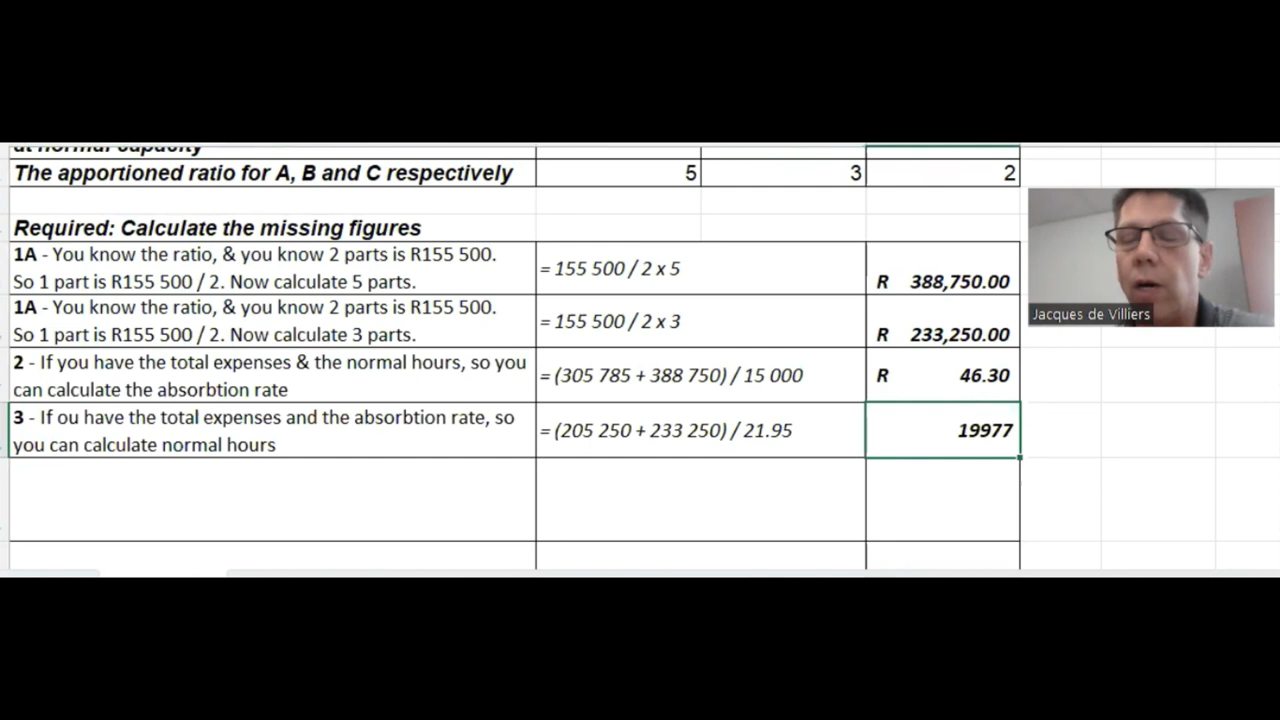 at normal capacity
The apportioned ratio for A, B and C respectively 5 3 2
Required: Calculate the missing figures
1A - You know the ratio, & you know 2 parts is R155 500.
So 1 part is R155 500 / 2. Now calculate 5 parts.
= 155 500 / 2 x 5
R 388,750.00
1A - You know the ratio, & you know 2 parts is R155 500.
So 1 part is R155 500 / 2. Now calculate 3 parts.
= 155 500 / 2 x 3
R 233,250.00
2 - If you have the total expenses & the normal hours, so you
can calculate the absorbtion rate
= (305 785 + 388 750) / 15 000
R 46.30
3 - If ou have the total expenses and the absorbtion rate, so
you can calculate normal hours
= (205 250 + 233 250) / 21.95
19977
Jacques de Villiers